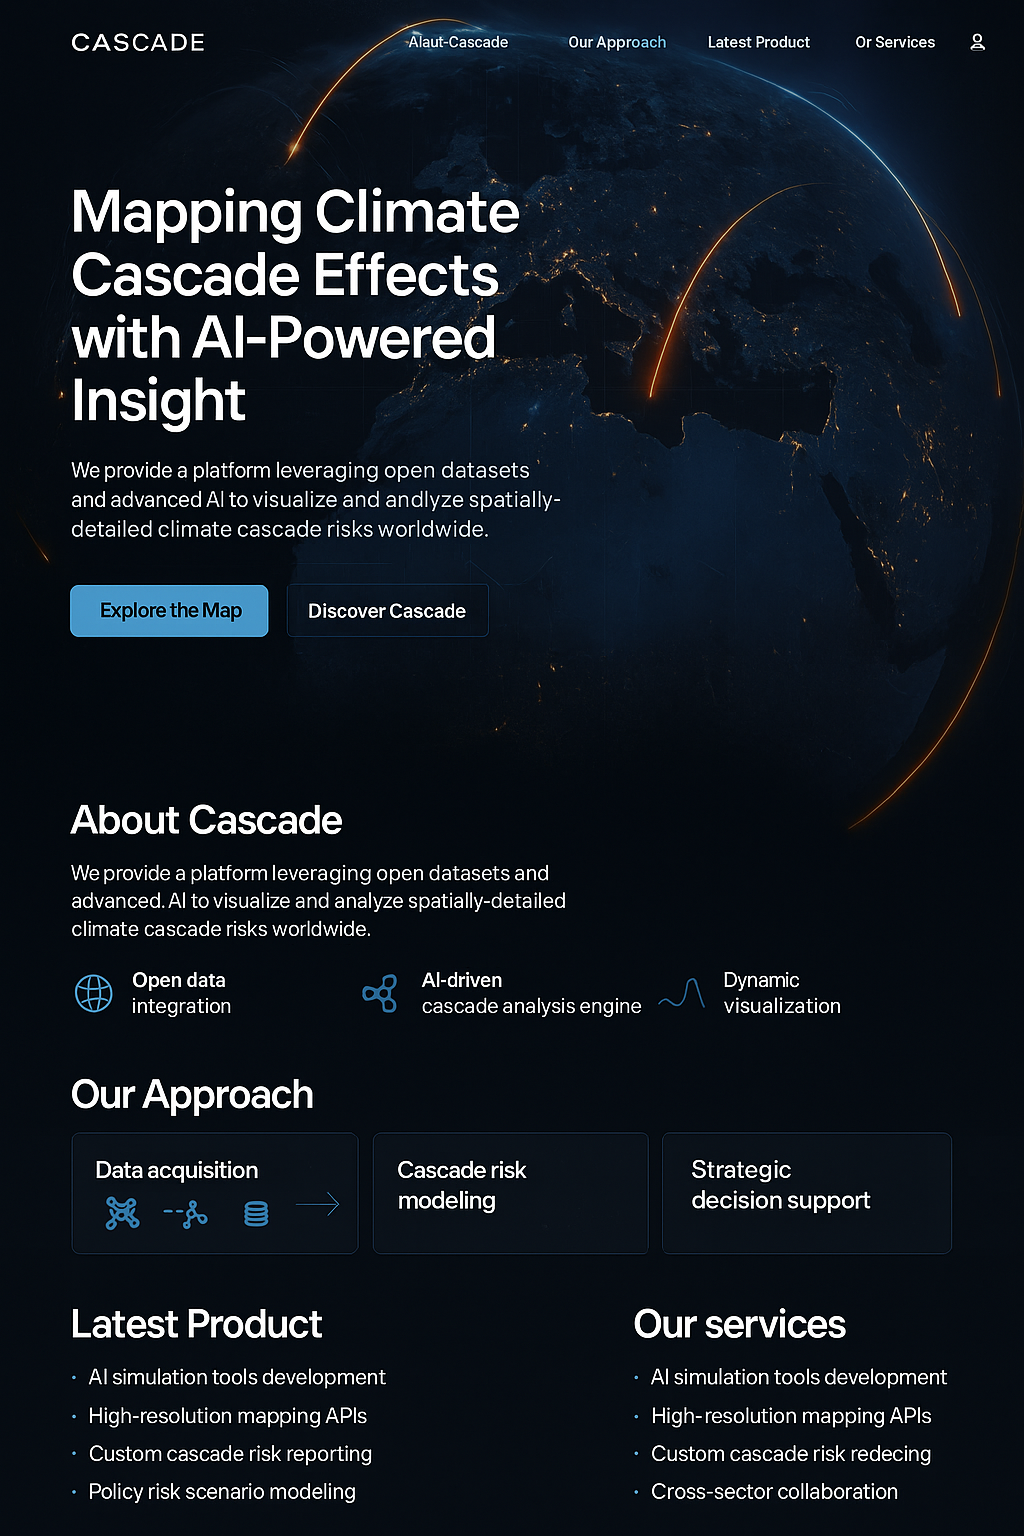 CASCADE
Alaut-Cascade
Our Approach
Latest Product
Or Services
Mapping Climate
Cascade Effects
with AI-Powered
Insight
We provide a platform leveraging open datasets
and advanced AI to visualize and andlyze spatially-
detailed climate cascade risks worldwide.
Explore the Map
Discover Cascade
About Cascade
We provide a platform leveraging open datasets and
advanced. AI to visualize and analyze spatially-detailed
climate cascade risks worldwide.
Open data
integration
AI-driven
cascade analysis engine
Dynamic
visualization
Our Approach
Data acquisition
Cascade risk
modeling
Strategic
decision support
Latest Product
· AI simulation tools development
· High-resolution mapping APIs
· Custom cascade risk reporting
· Policy risk scenario modeling
Our services
· AI simulation tools development
· High-resolution mapping APIs
· Custom cascade risk redecing
· Cross-sector collaboration